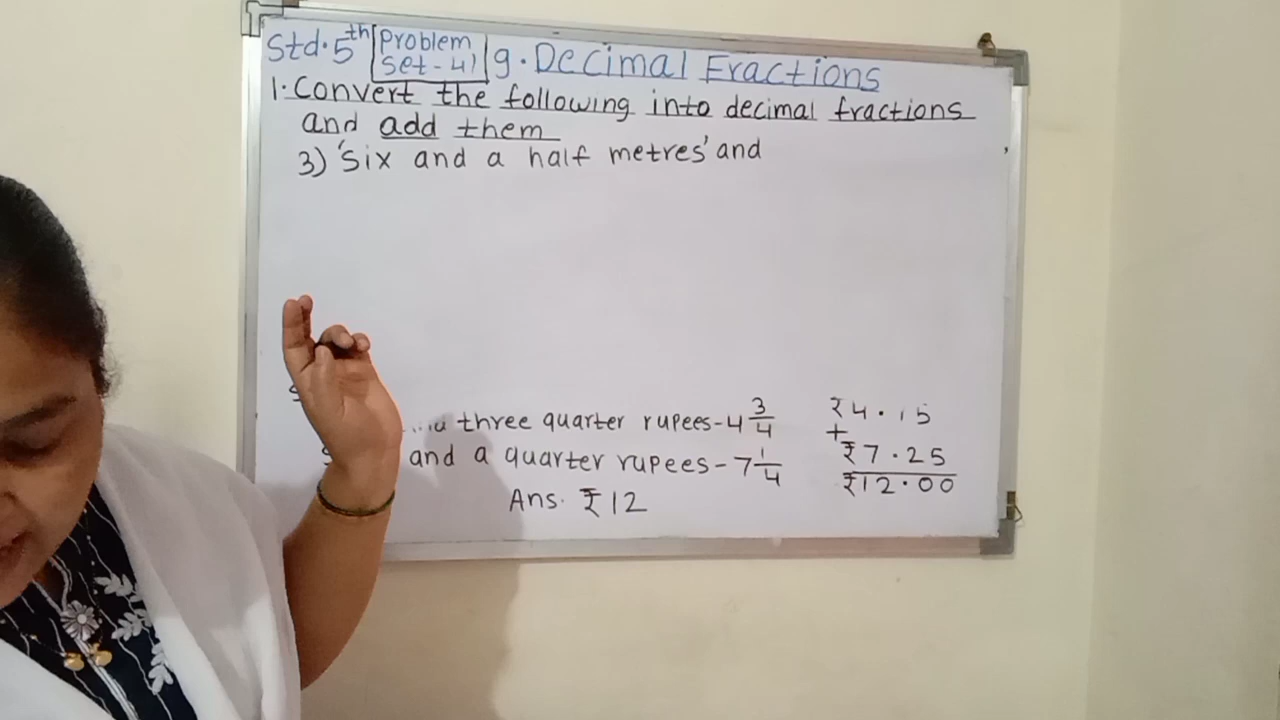 Std. 5th Problem Set-41 9. Decimal Fractions
1. Convert the following into decimal fractions
and add them
3) 'Six and a half metres' and
three quarter rupees - 4 3/4
and a quarter rupees - 7 1/4
Ans. ₹12
₹4.15
+
₹7.25
₹12.00